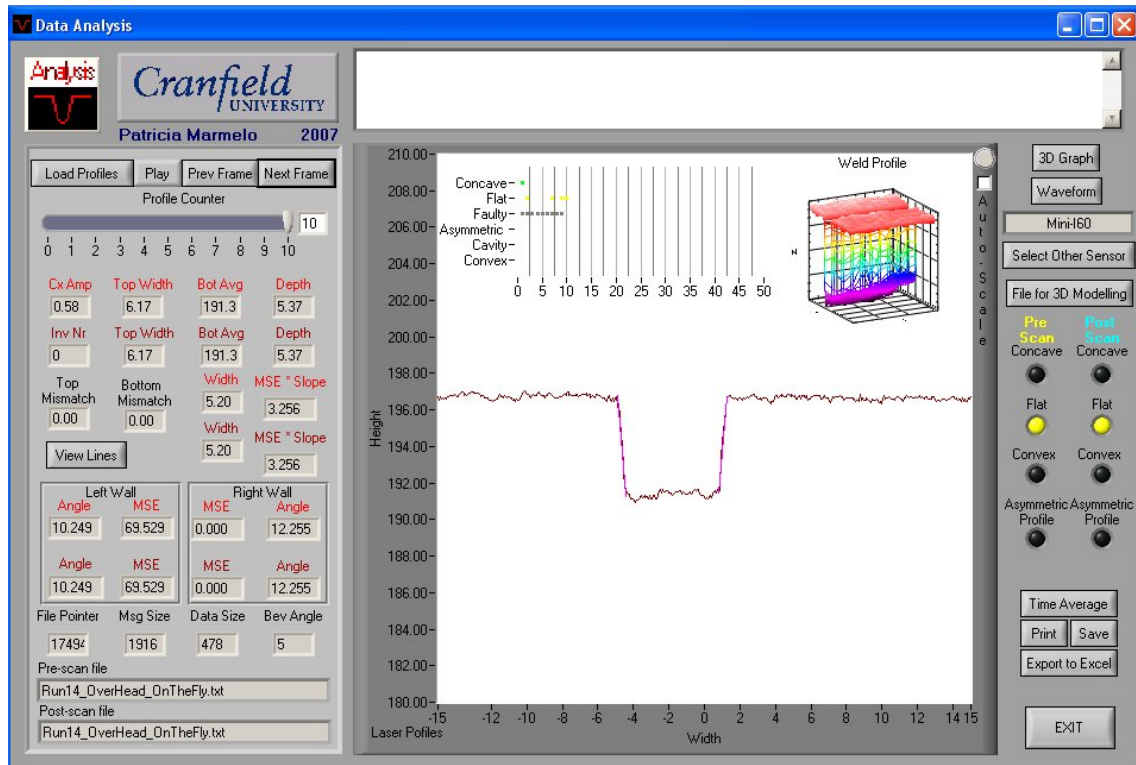 Data Analysis
Analysis
Cranfield
UNIVERSITY
Patricia Marmelo 2007
Load Profiles Play Prev Frame Next Frame
Profile Counter
10
0 1 2 3 4 5 6 7 8 9 10
Cx Amp Top Width Bot Avg Depth
0.58 6.17 191.3 5.37
Inv Nr Top Width Bot Avg Depth
0 6.17 191.3 5.37
Top Mismatch Bottom Mismatch Width MSE * Slope
0.00 0.00 5.20 3.256
Width MSE * Slope
5.20 3.256
View Lines
Left Wall Right Wall
Angle MSE MSE Angle
10.249 69.529 0.000 12.255
Angle MSE MSE Angle
10.249 69.529 0.000 12.255
File Pointer Msg Size Data Size Bev Angle
17494 1916 478 5
Pre-scan file
Run14_OverHead_OnTheFly.txt
Post-scan file
Run14_OverHead_OnTheFly.txt
210.00
208.00
206.00
204.00
202.00
200.00
198.00
196.00
194.00
192.00
190.00
188.00
186.00
184.00
182.00
180.00
Height
-15 -12 -10 -8 -6 -4 -2 0 2 4 6 8 10 12 14 15
Laser Pofiles
Width
Concave
Flat
Faulty
Asymmetric
Cavity
Convex
0 5 10 15 20 25 30 35 40 45 50
Weld Profile
Z
Auto-Scale
3D Graph
Waveform
Mini-I60
Select Other Sensor
File for 3D Modelling
Pre Scan Post Scan
Concave Concave
Flat Flat
Convex Convex
Asymmetric Profile Asymmetric Profile
Time Average
Print Save
Export to Excel
EXIT